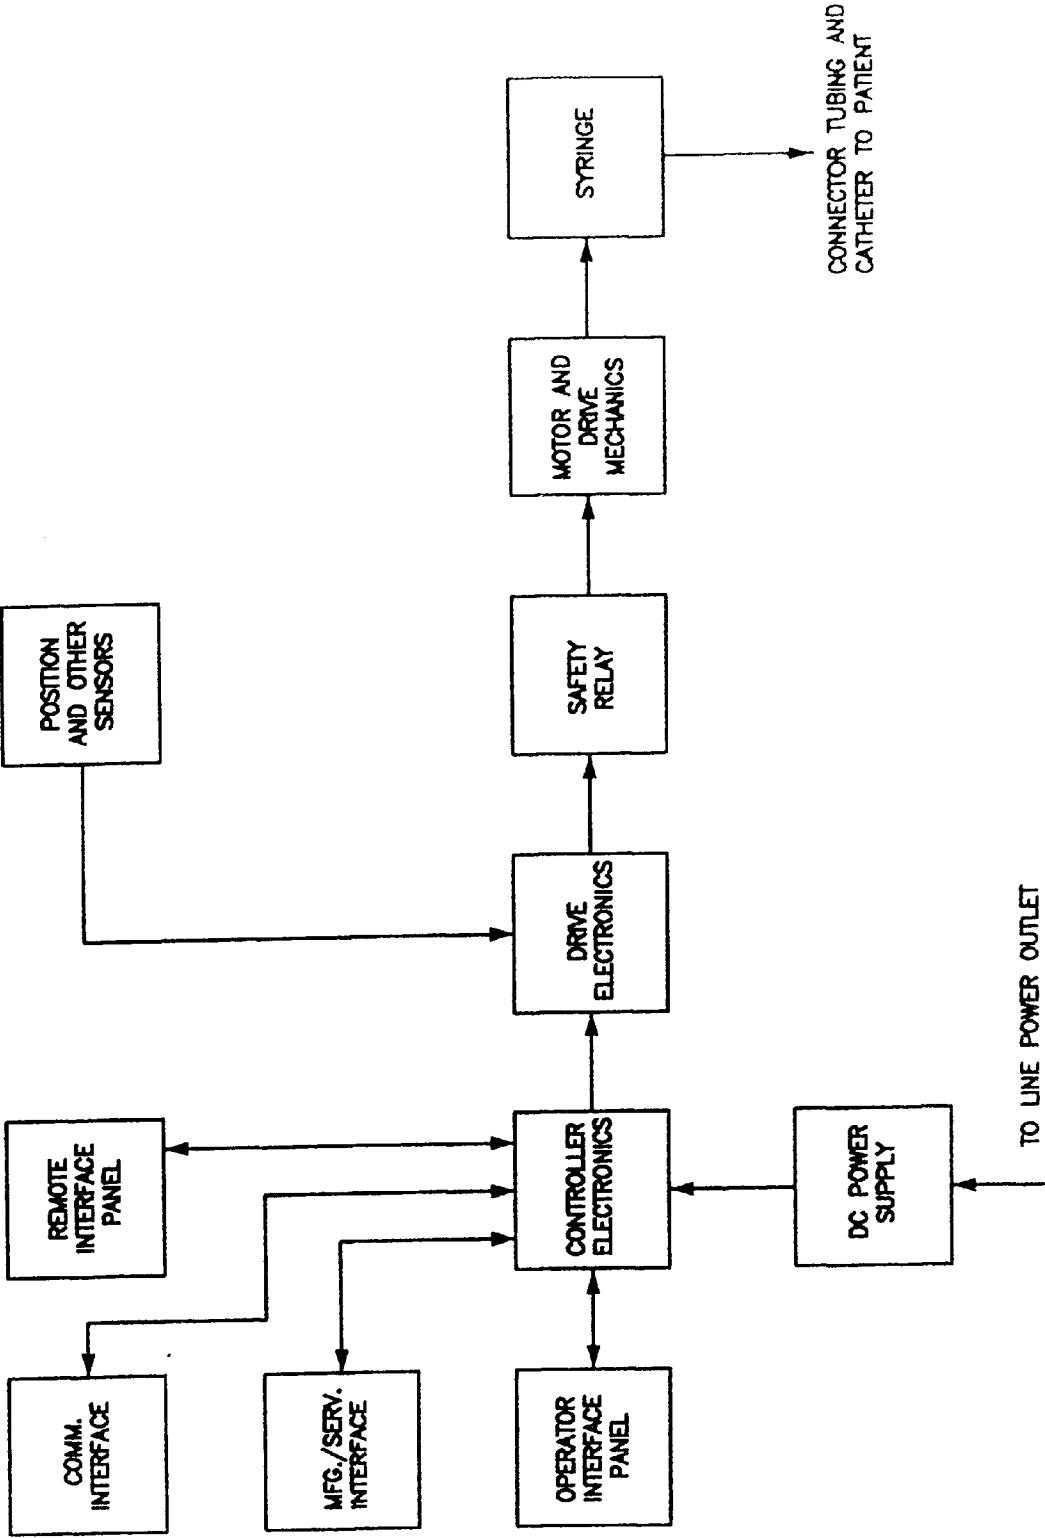 COMM.
INTERFACE
REMOTE
INTERFACE
PANEL
POSITION
AND OTHER
SENSORS
MFG./SERV.
INTERFACE
OPERATOR
INTERFACE
PANEL
CONTROLLER
ELECTRONICS
DRIVE
ELECTRONICS
SAFETY
RELAY
MOTOR AND
DRIVE
MECHANICS
SYRINGE
DC POWER
SUPPLY
CONNECTOR TUBING AND
CATHETER TO PATIENT
TO LINE POWER OUTLET